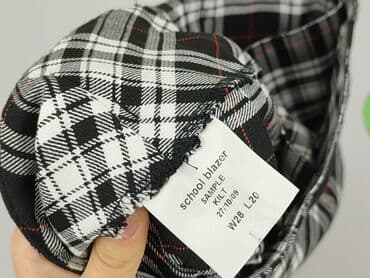 school blazer
SAMPLE
KILT
27/10/09
W28 L20